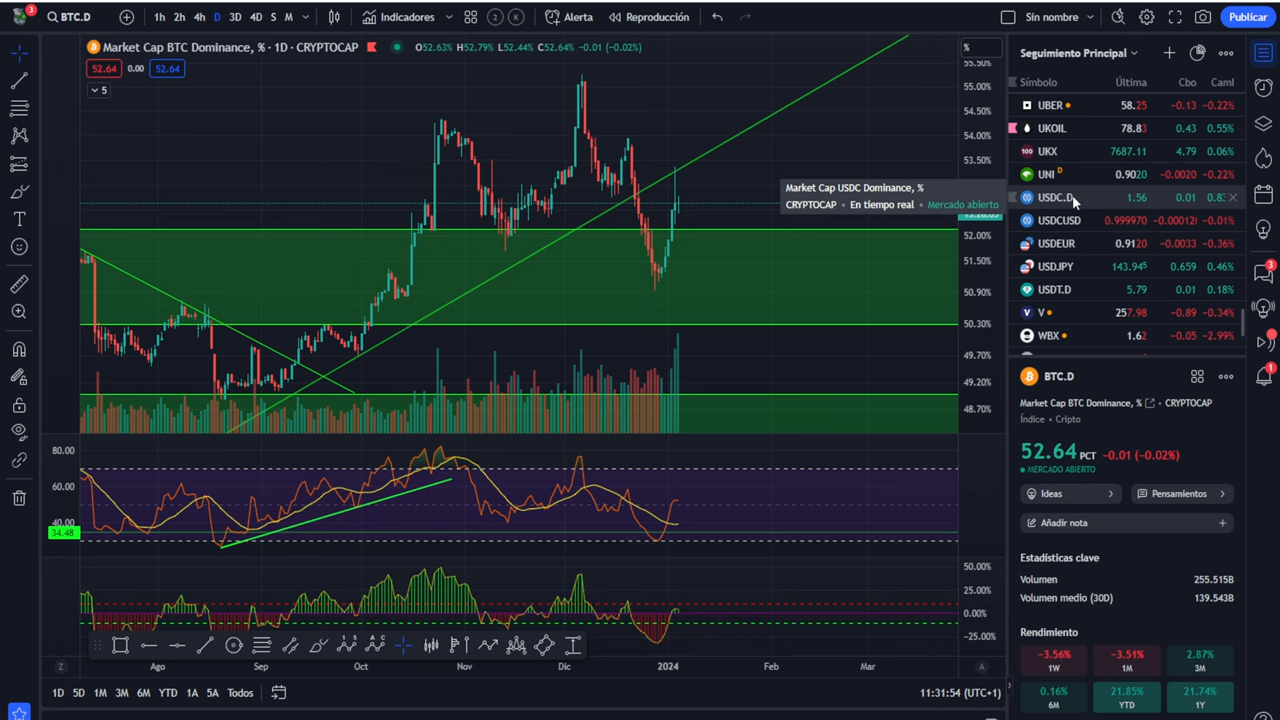 3
BTC.D
1h 2h 4h D 3D 4D S M
Indicadores
2 K
Alerta
Reproducción
Sin nombre
Publicar
Market Cap BTC Dominance, % · 1D · CRYPTOCAP
O52.63% H52.79% L52.44% C52.64% -0.01 (-0.02%)
52.64 0.00 52.64
5
%
55.50%
54.50%
54.00%
53.50%
52.00%
51.50%
50.90%
50.30%
49.70%
49.20%
48.70%
80.00
60.00
40.00
34.48
50.00%
25.00%
0.00%
-25.00%
Market Cap USDC Dominance, %
CRYPTOCAP • En tiempo real • Mercado abierto
Z
Ago Sep Oct Nov Dic 2024 Feb Mar
A
1D 5D 1M 3M 6M YTD 1A 5A Todos
11:31:54 (UTC+1)
Seguimiento Principal
Símbolo Última Cbo Caml
UBER 58.25 -0.13 -0.22%
UKOIL 78.83 0.43 0.55%
UKX 7687.11 4.79 0.06%
UNI D 0.9020 -0.0020 -0.22%
USDC.D 1.56 0.01 0.83
USDCUSD 0.999970 -0.000126 -0.01%
USDEUR 0.9120 -0.0033 -0.36%
USDJPY 143.945 0.659 0.46%
USDT.D 5.79 0.01 0.18%
V 257.98 -0.89 -0.34%
WBX 1.62 -0.05 -2.99%
BTC.D
Market Cap BTC Dominance, % • CRYPTOCAP
Índice • Cripto
52.64 PCT -0.01 (-0.02%)
MERCADO ABIERTO
Ideas
Pensamientos
Añadir nota
Estadísticas clave
Volumen 255.515B
Volumen medio (30D) 139.543B
Rendimiento
-3.56% -3.51% 2.87%
1W 1M 3M
0.16% 21.85% 21.74%
6M YTD 1Y
3
1